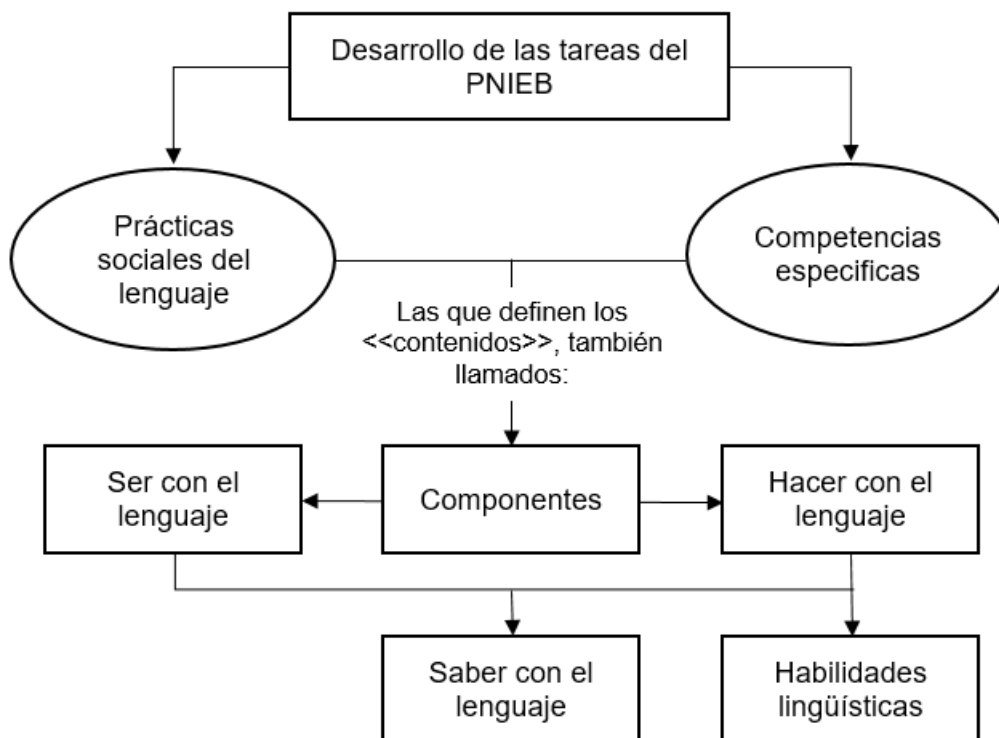 Desarrollo de las tareas del
PNIEB
Prácticas
sociales del
lenguaje
Competencias
especificas
Las que definen los
<<contenidos>>, también
llamados:
Ser con el
lenguaje
Componentes
Hacer con el
lenguaje
Saber con el
lenguaje
Habilidades
lingüísticas